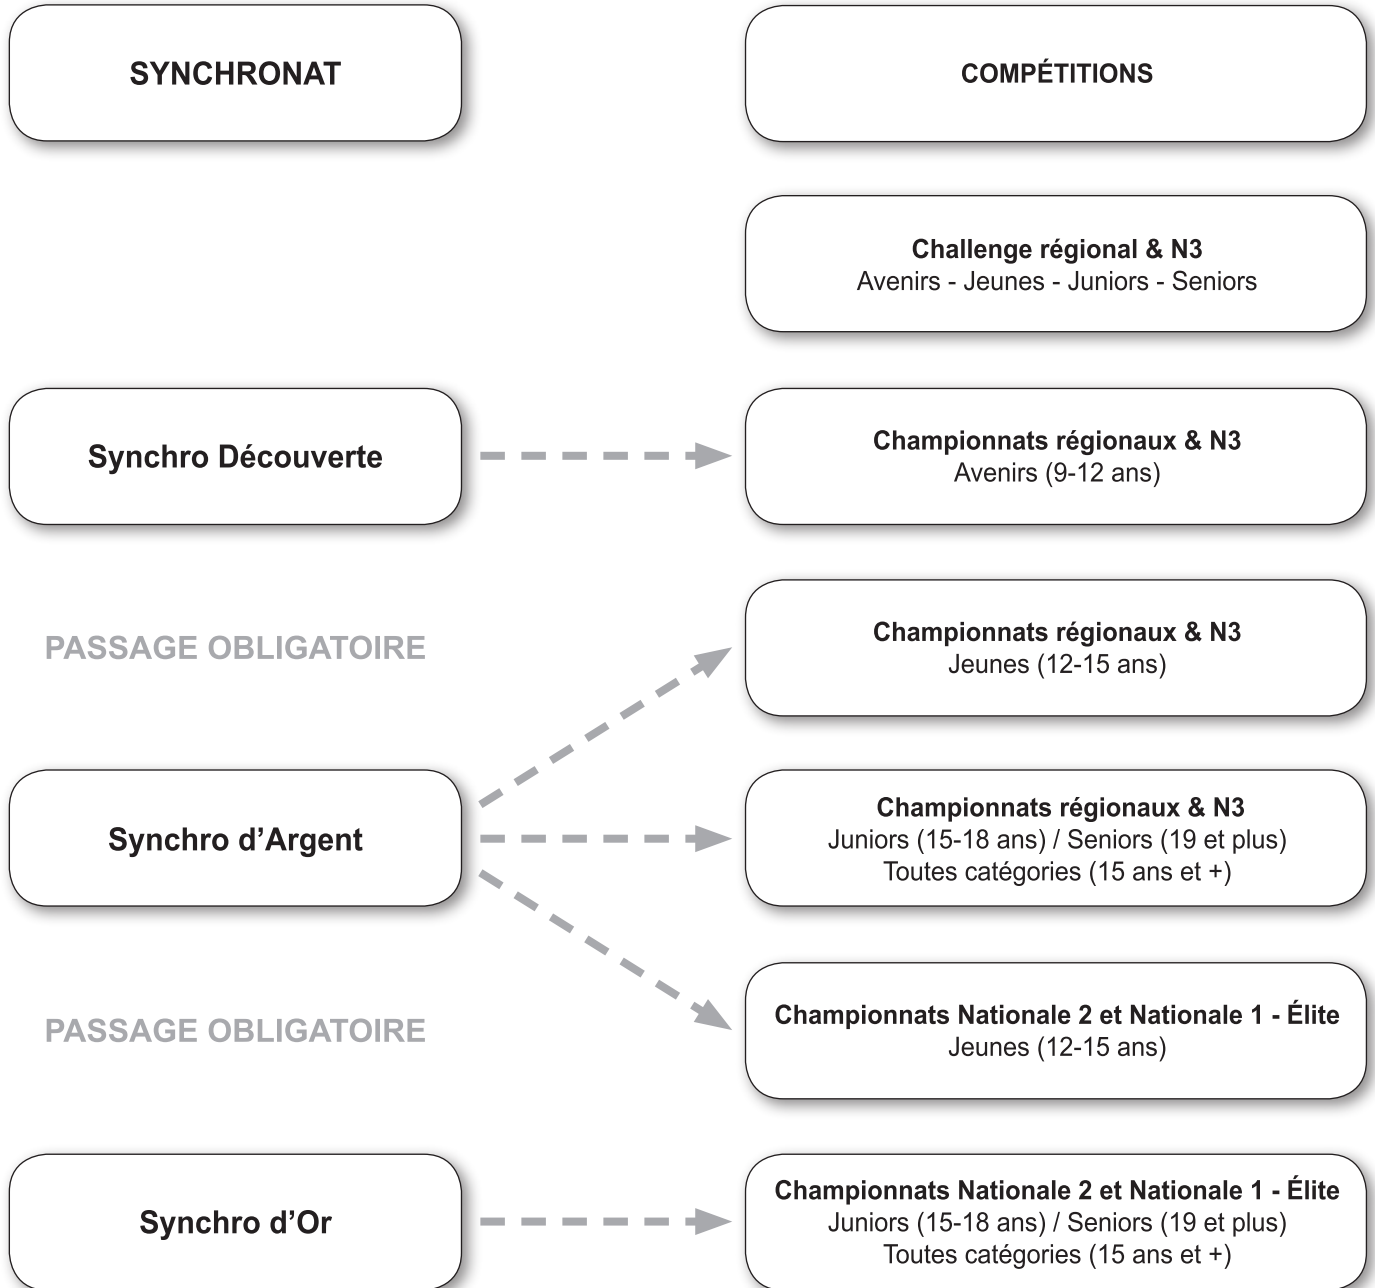 SYNCHRONAT
COMPÉTITIONS
Challenge régional & N3
Avenirs - Jeunes - Juniors - Seniors
Synchro Découverte
Championnats régionaux & N3
Avenirs (9-12 ans)
PASSAGE OBLIGATOIRE
Championnats régionaux & N3
Jeunes (12-15 ans)
Synchro d’Argent
Championnats régionaux & N3
Juniors (15-18 ans) / Seniors (19 et plus)
Toutes catégories (15 ans et +)
PASSAGE OBLIGATOIRE
Championnats Nationale 2 et Nationale 1 - Élite
Jeunes (12-15 ans)
Synchro d’Or
Championnats Nationale 2 et Nationale 1 - Élite
Juniors (15-18 ans) / Seniors (19 et plus)
Toutes catégories (15 ans et +)